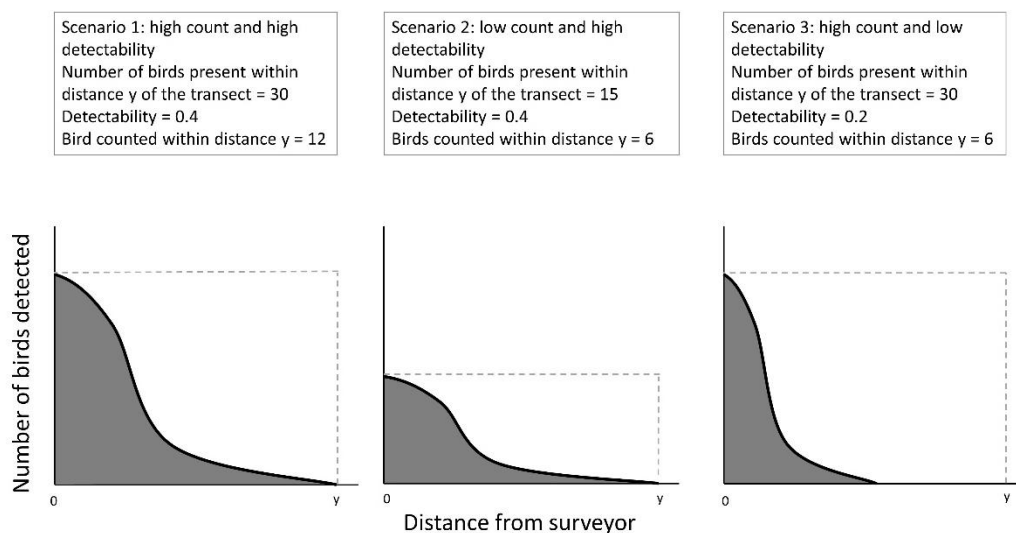 Scenario 1: high count and high
detectability
Number of birds present within
distance y of the transect = 30
Detectability = 0.4
Bird counted within distance y = 12
Scenario 2: low count and high
detectability
Number of birds present within
distance y of the transect = 15
Detectability = 0.4
Birds counted within distance y = 6
Scenario 3: high count and low
detectability
Number of birds present within
distance y of the transect = 30
Detectability = 0.2
Birds counted within distance y = 6
Number of birds detected
0
y
0
y
0
y
Distance from surveyor